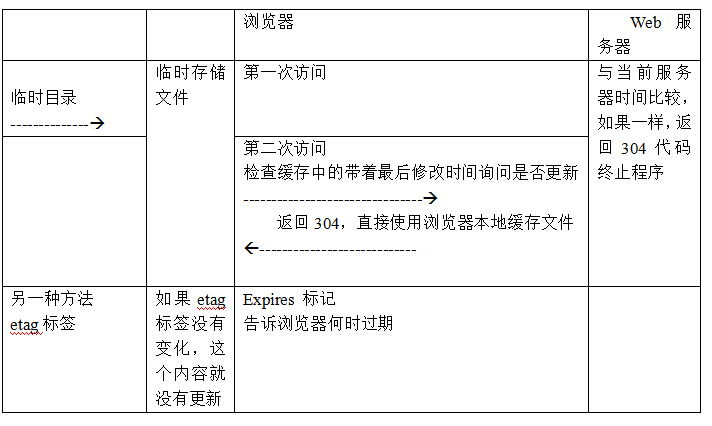 浏览器
Web 服
务器
临时目录
--------------→
临时存储
文件
第一次访问
与当前服务
器时间比较，
如果一样，返
回 304 代码
终止程序
第二次访问
检查缓存中的带着最后修改时间询问是否更新
--------------------------------→
返回 304，直接使用浏览器本地缓存文件
←----------------------------
另一种方法
etag 标签
如果 etag
标签没有
变化，这
个内容就
没有更新
Expires 标记
告诉浏览器何时过期